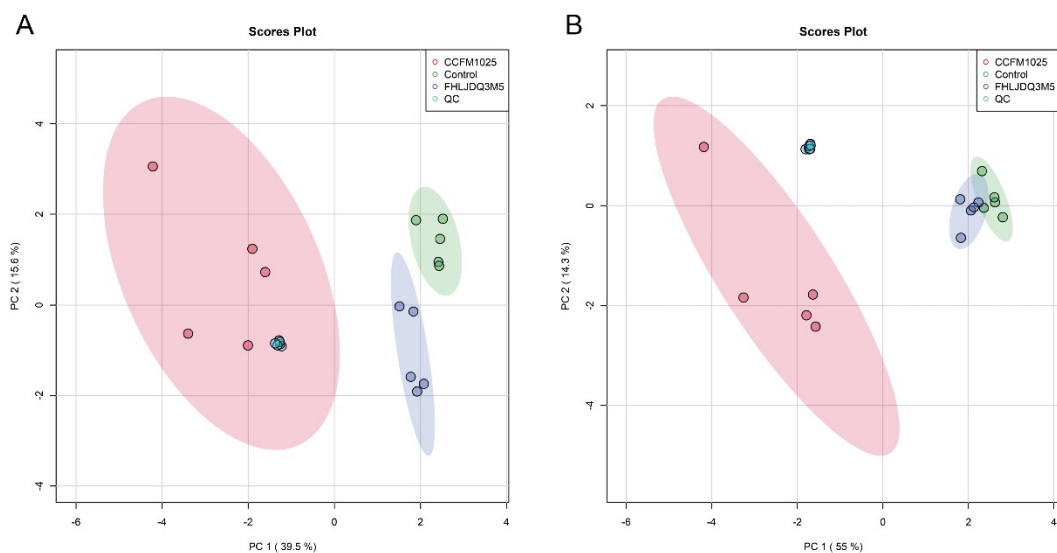 A
Scores Plot
CCFM1025
Control
FHLJDQ3M5
QC
4
2
0
-2
-4
PC 2 ( 15.6 %)
-6
-4
-2
0
2
4
PC 1 ( 39.5 %)
B
Scores Plot
CCFM1025
Control
FHLJDQ3M5
QC
2
0
-2
-4
PC 2 ( 14.3 %)
-6
-4
-2
0
2
4
PC 1 ( 55 %)